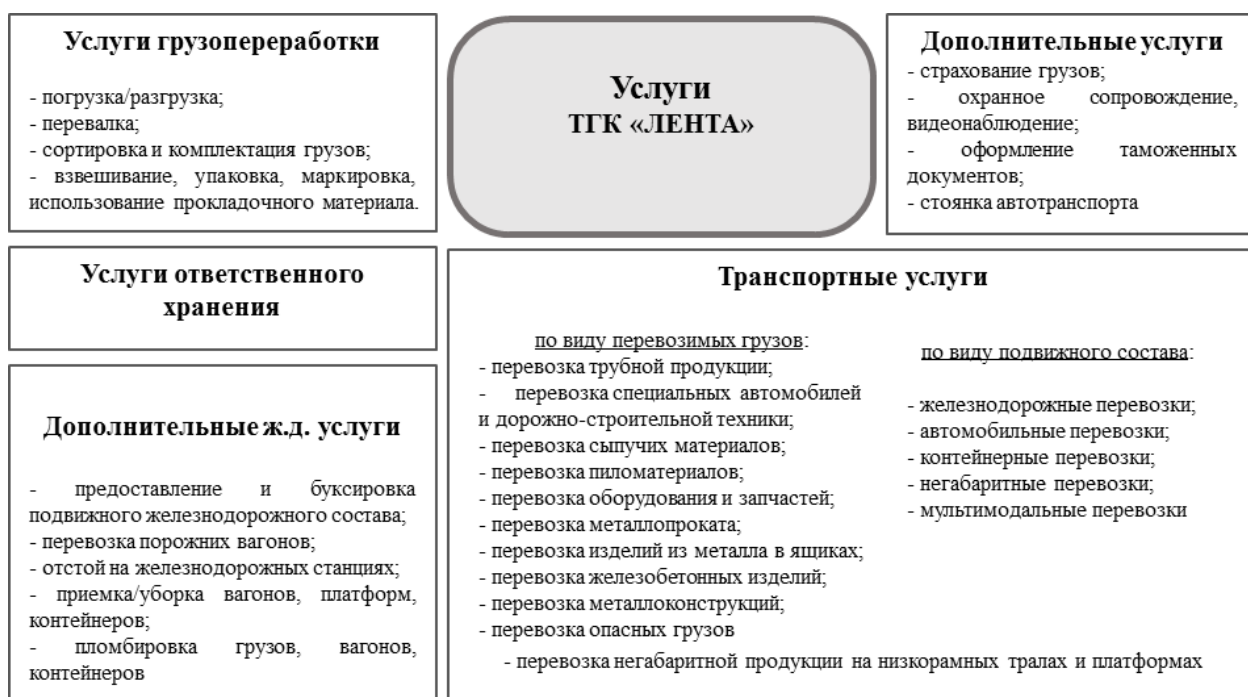 Услуги грузопереработки
- погрузка/разгрузка;
- перевалка;
- сортировка и комплектация грузов;
- взвешивание, упаковка, маркировка,
использование прокладочного материала.
Услуги
ТГК «ЛЕНТА»
Дополнительные услуги
- страхование грузов;
- охранное сопровождение,
видеонаблюдение;
- оформление таможенных
документов;
- стоянка автотранспорта
Услуги ответственного
хранения
Дополнительные ж.д. услуги
- предоставление и буксировка
подвижного железнодорожного состава;
- перевозка порожних вагонов;
- отстой на железнодорожных станциях;
- приемка/уборка вагонов, платформ,
контейнеров;
- пломбировка грузов, вагонов,
контейнеров
Транспортные услуги
по виду перевозимых грузов:
- перевозка трубной продукции;
- перевозка специальных автомобилей
и дорожно-строительной техники;
- перевозка сыпучих материалов;
- перевозка пиломатериалов;
- перевозка оборудования и запчастей;
- перевозка металлопроката;
- перевозка изделий из металла в ящиках;
- перевозка железобетонных изделий;
- перевозка металлоконструкций;
- перевозка опасных грузов
- перевозка негабаритной продукции на низкорамных тралах и платформах
по виду подвижного состава:
- железнодорожные перевозки;
- автомобильные перевозки;
- контейнерные перевозки;
- негабаритные перевозки;
- мультимодальные перевозки